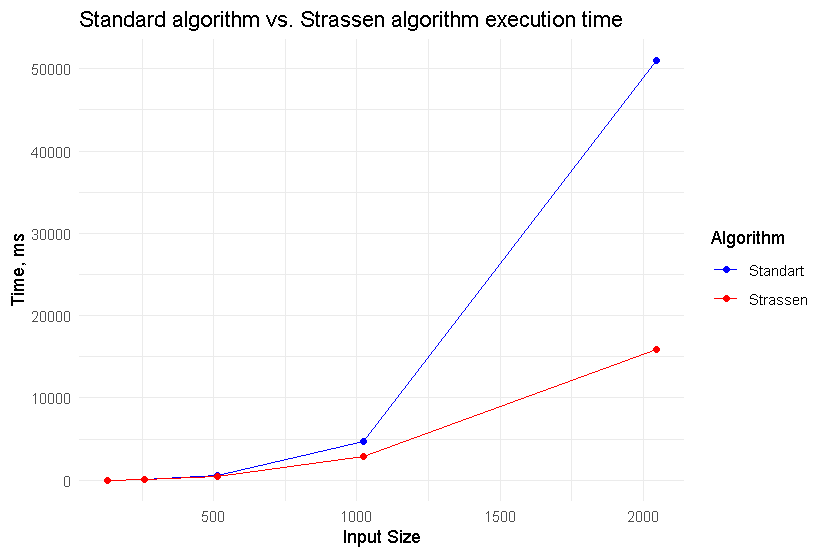 Standard algorithm vs. Strassen algorithm execution time
50000
40000
30000
20000
10000
0
Time, ms
500
1000
1500
2000
Input Size
Algorithm
Standart
Strassen